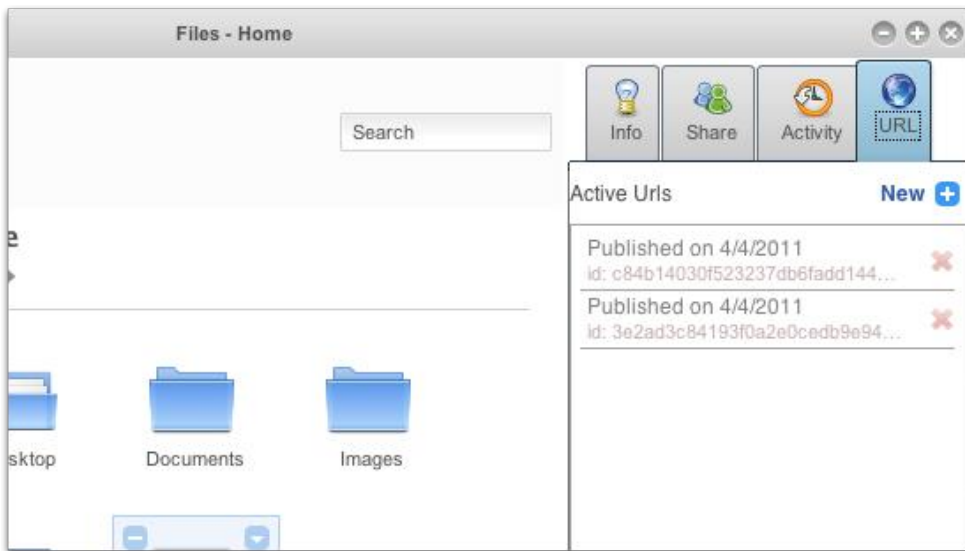 Files - Home
Search
Info
Share
Activity
URL
Active Urls
New
e
Published on 4/4/2011
id: c84b14030f523237db6fadd144...
Published on 4/4/2011
id: 3e2ad3c84193f0a2e0cedb9e94...
sktop
Documents
Images